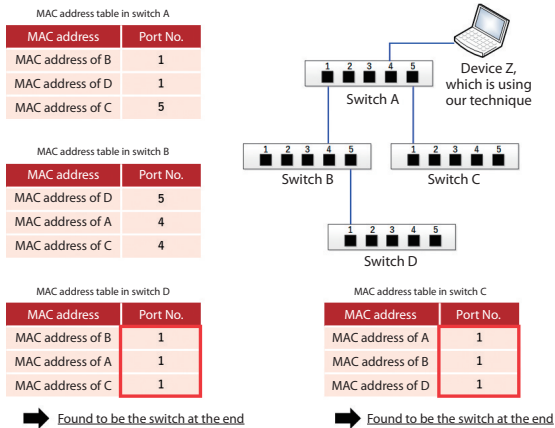 MAC address table in switch A
MAC address Port No.
MAC address of B 1
MAC address of D 1
MAC address of C 5
MAC address table in switch B
MAC address Port No.
MAC address of D 5
MAC address of A 4
MAC address of C 4
1 2 3 4 5
Switch A
Device Z,
which is using
our technique
1 2 3 4 5
Switch B
1 2 3 4 5
Switch C
1 2 3 4 5
Switch D
MAC address table in switch D
MAC address Port No.
MAC address of B 1
MAC address of A 1
MAC address of C 1
Found to be the switch at the end
MAC address table in switch C
MAC address Port No.
MAC address of A 1
MAC address of B 1
MAC address of D 1
Found to be the switch at the end